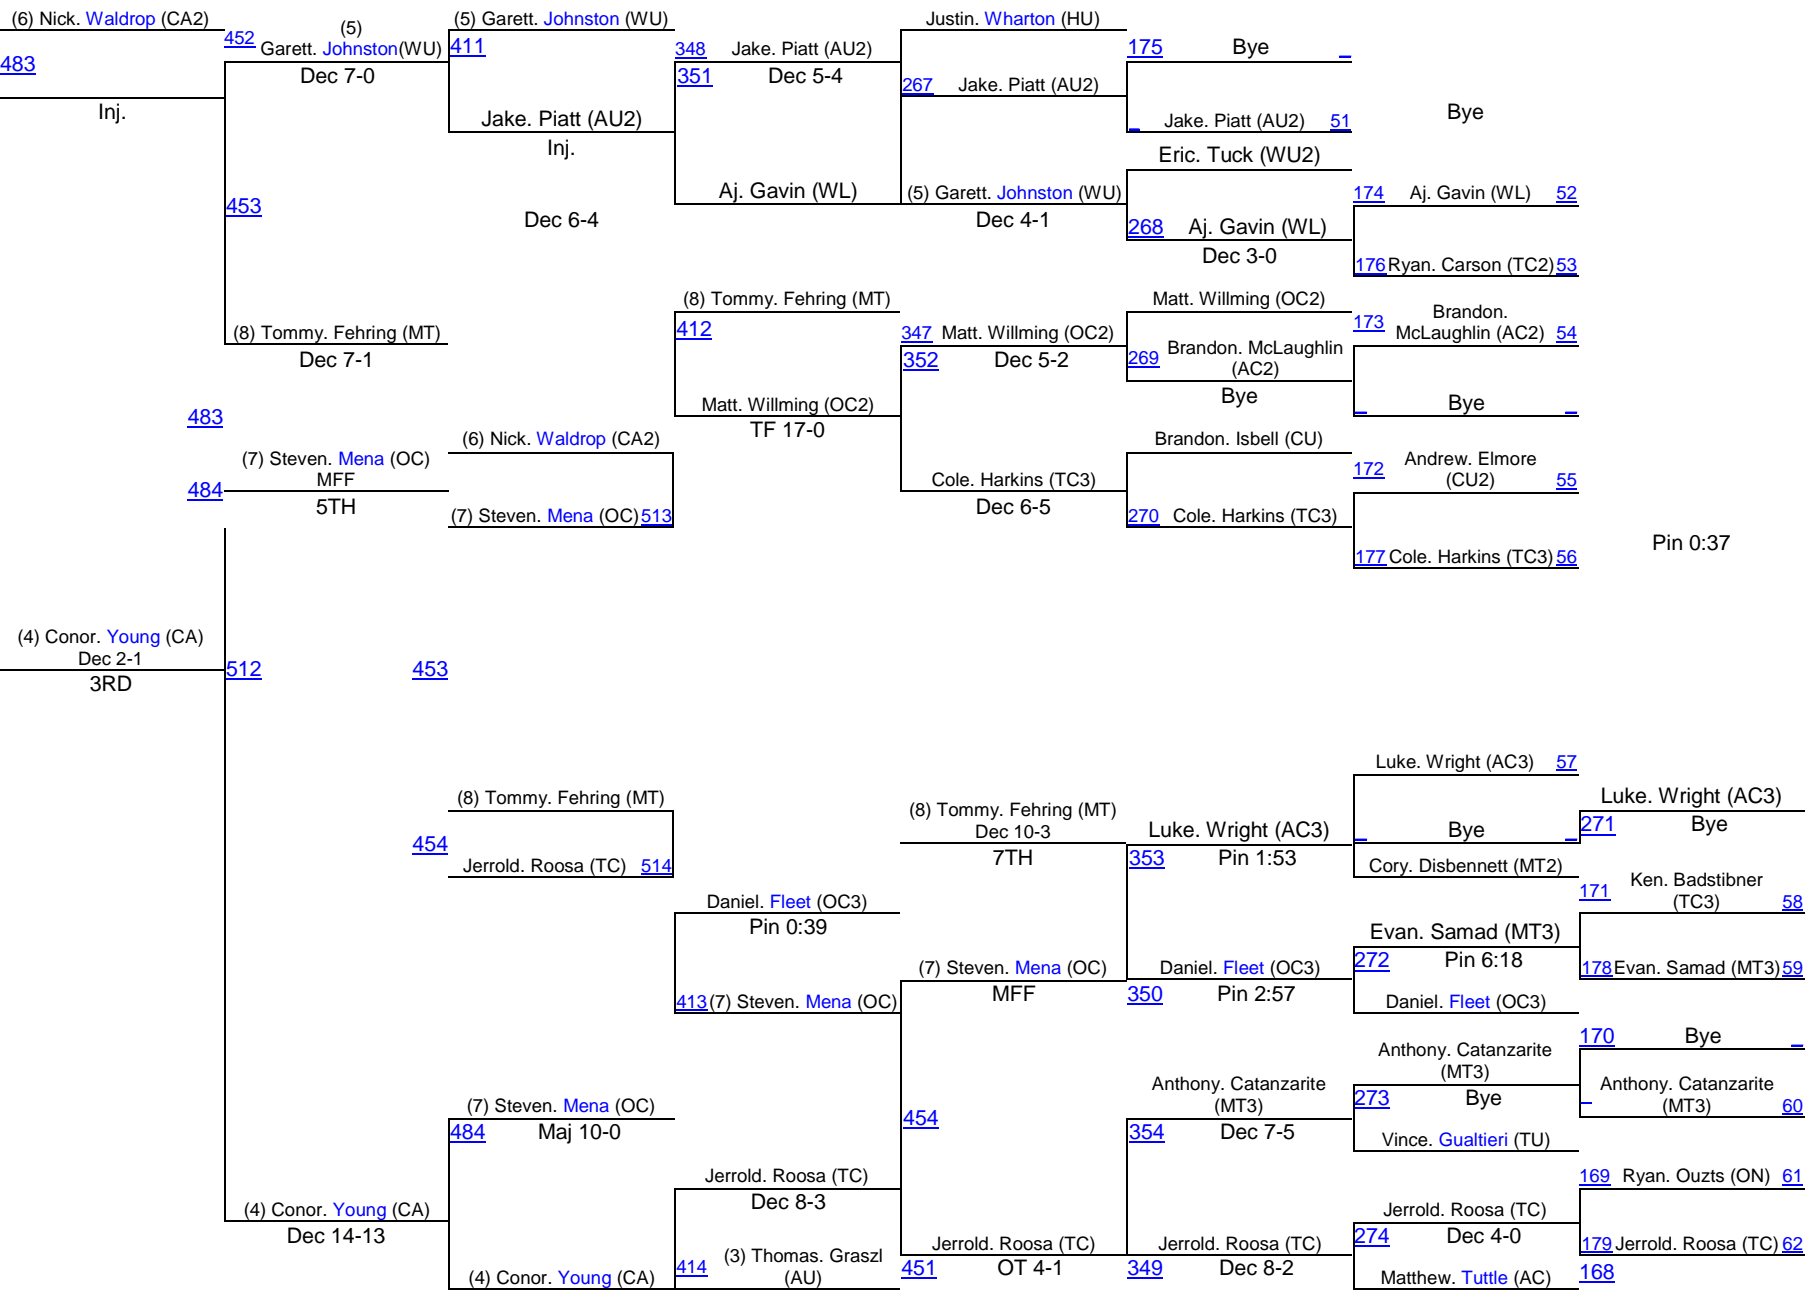 (6) Nick. Waldrop (CA2)
483
Inj.
452
(5)
Garett. Johnston(WU)
Dec 7-0
453
(8) Tommy. Fehring (MT)
Dec 7-1
(5) Garett. Johnston (WU)
411
Jake. Piatt (AU2)
Inj.
Dec 6-4
348 Jake. Piatt (AU2)
351 Dec 5-4
Aj. Gavin (WL)
Justin. Wharton (HU)
267 Jake. Piatt (AU2)
(5) Garett. Johnston (WU)
Dec 4-1
175 Bye _
_ Jake. Piatt (AU2) 51
Bye
Eric. Tuck (WU2)
268 Aj. Gavin (WL)
Dec 3-0
174 Aj. Gavin (WL) 52
176 Ryan. Carson (TC2) 53
(8) Tommy. Fehring (MT)
412
Matt. Willming (OC2)
TF 17-0
347 Matt. Willming (OC2)
352 Dec 5-2
Cole. Harkins (TC3)
Dec 6-5
Matt. Willming (OC2)
269 Brandon. McLaughlin
(AC2)
Bye
173 Brandon.
McLaughlin (AC2) 54
_ Bye _
Brandon. Isbell (CU)
270 Cole. Harkins (TC3)
172 Andrew. Elmore
(CU2) 55
177 Cole. Harkins (TC3) 56
Pin 0:37
483
484
(7) Steven. Mena (OC)
MFF
5TH
(6) Nick. Waldrop (CA2)
(7) Steven. Mena (OC) 513
(4) Conor. Young (CA)
Dec 2-1
3RD
512
453
(8) Tommy. Fehring (MT)
454
Jerrold. Roosa (TC) 514
(8) Tommy. Fehring (MT)
Dec 10-3
7TH
Luke. Wright (AC3)
353 Pin 1:53
Luke. Wright (AC3) 57
_ Bye _
Cory. Disbennett (MT2)
Luke. Wright (AC3)
271 Bye
171 Ken. Badstibner
(TC3) 58
178 Evan. Samad (MT3) 59
Evan. Samad (MT3)
272 Pin 6:18
Daniel. Fleet (OC3)
Daniel. Fleet (OC3)
Pin 0:39
413 (7) Steven. Mena (OC)
(7) Steven. Mena (OC)
MFF
Daniel. Fleet (OC3)
350 Pin 2:57
170 Bye _
_ Anthony. Catanzarite
(MT3) 60
Anthony. Catanzarite
(MT3)
273 Bye
Vince. Gualtieri (TU)
Anthony. Catanzarite
(MT3)
354 Dec 7-5
454
(7) Steven. Mena (OC)
484 Maj 10-0
(4) Conor. Young (CA)
Dec 14-13
(4) Conor. Young (CA)
Jerrold. Roosa (TC)
Dec 8-3
414 (3) Thomas. Graszl
(AU)
Jerrold. Roosa (TC)
451 OT 4-1
Jerrold. Roosa (TC)
349 Dec 8-2
Jerrold. Roosa (TC)
274 Dec 4-0
Matthew. Tuttle (AC)
169 Ryan. Ouzts (ON) 61
179 Jerrold. Roosa (TC) 62
168